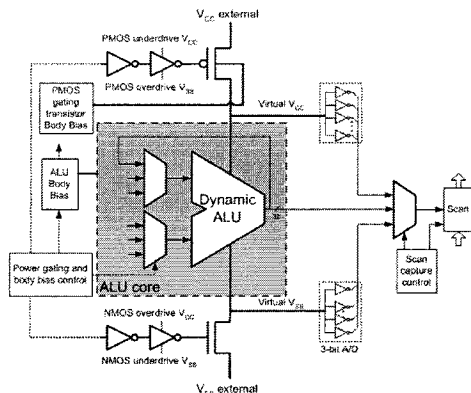 V_CC external
PMOS underdrive V_CC
PMOS overdrive V_SS
PMOS
gating
transistor
Body Bias
Virtual V_CC
ALU
Body
Bias
Dynamic
ALU
Scan
Power gating and
body bias control
ALU core
Scan
capture
control
NMOS overdrive V_CC
NMOS underdrive V_SS
Virtual V_SS
3-bit A/D
V_SS external